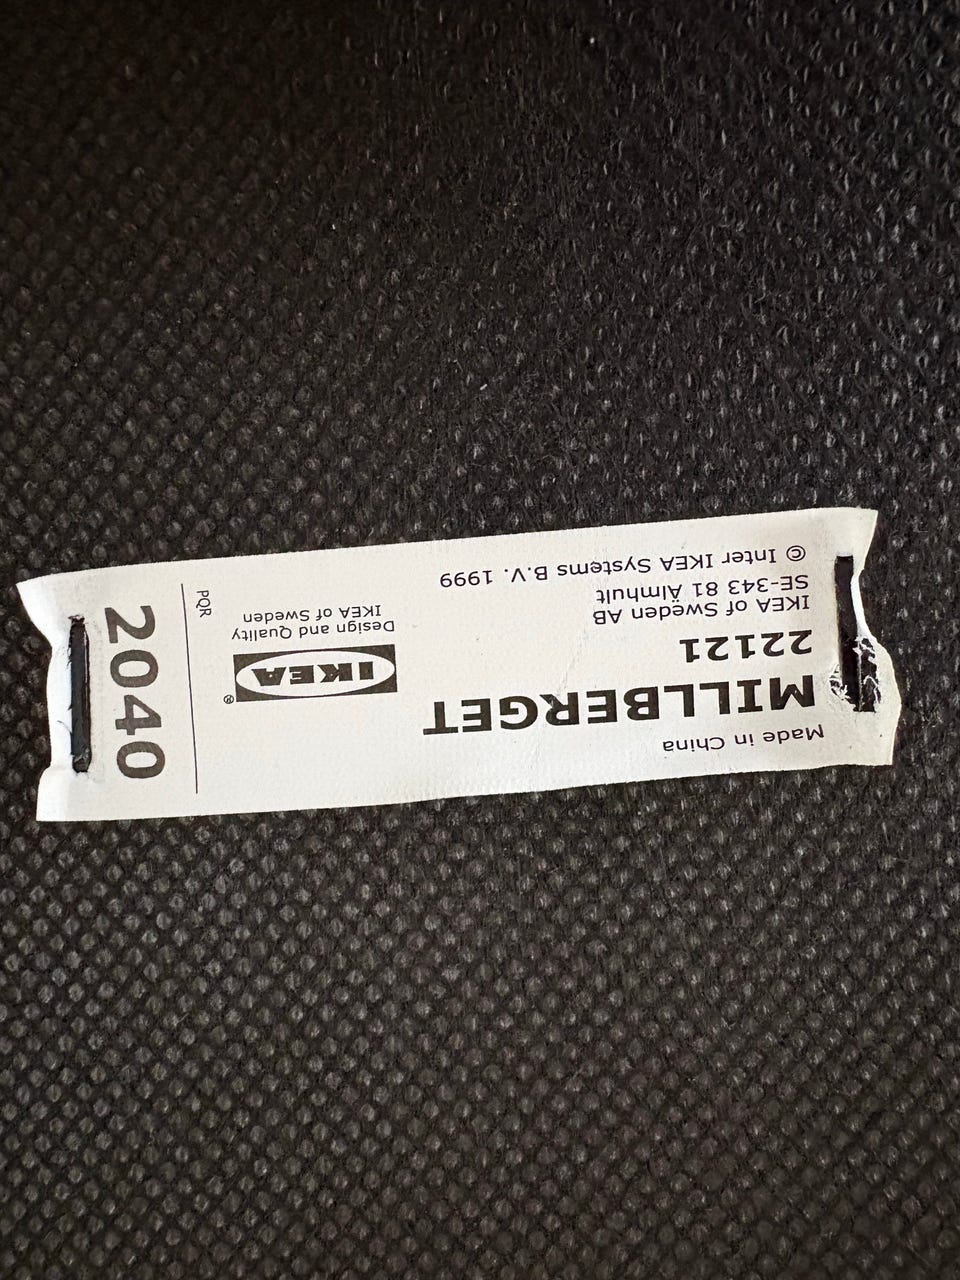 Made in China
MILLBERGET
22121
IKEA of Sweden AB
SE-343 81 Älmhult
© Inter IKEA Systems B.V. 1999
IKEA®
Design and Quality
IKEA of Sweden
PQR
2040